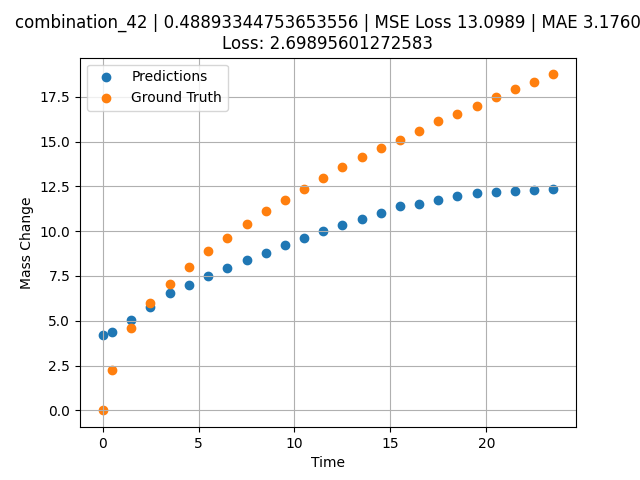 combination_42 | 0.48893344753653556 | MSE Loss 13.0989 | MAE 3.1760
Loss: 2.69895601272583
Predictions
Ground Truth
17.5
15.0
12.5
10.0
7.5
5.0
2.5
0.0
Mass Change
0 5 10 15 20
Time